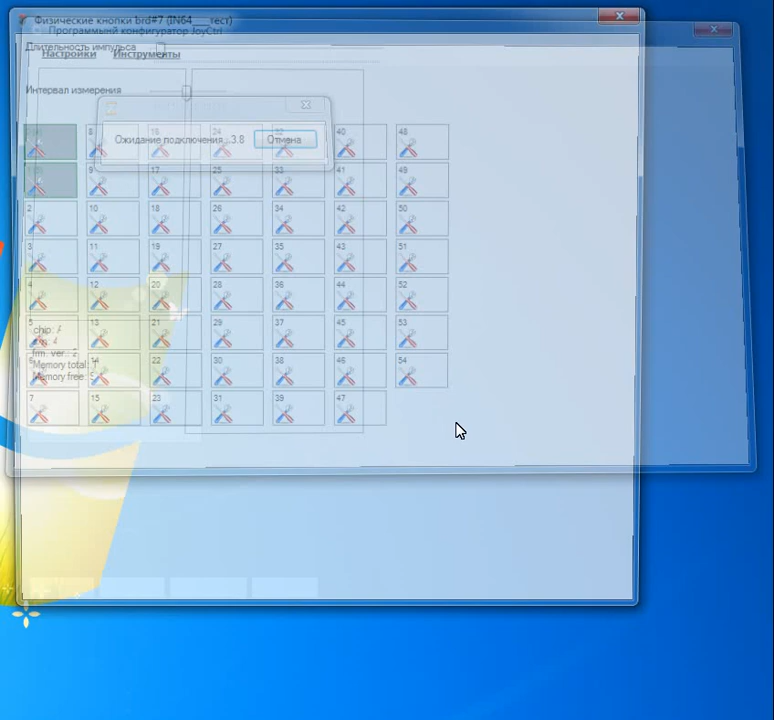 Физические кнопки brd#7 (IN64___тест)
Программный конфигуратор JoyCtrl
Длительность импульса
Настройки Инструменты
Интервал измерения
8 16 24 32 40 48
Ожидание подключения...3.8 Отмена
9 17 25 33 41 49
2 10 18 26 34 42 50
3 11 19 27 35 43 51
4 12 20 28 36 44 52
5 13 21 29 37 45 53
chip:
frm. ver.:
14 22 30 38 46 54
Memory total:
Memory free:
7 15 23 31 39 47